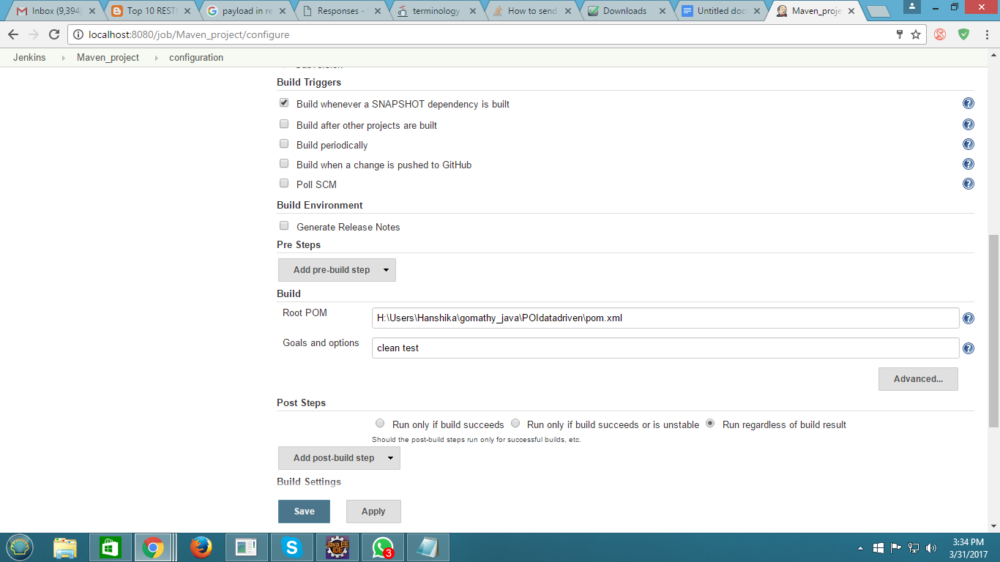 Inbox (9,394)
Top 10 REST
payload in re
Responses -
terminology
How to send
Downloads
Untitled doc
Maven_proje
localhost:8080/job/Maven_project/configure
Jenkins Maven_project configuration
Build Triggers
Build whenever a SNAPSHOT dependency is built
Build after other projects are built
Build periodically
Build when a change is pushed to GitHub
Poll SCM
Build Environment
Generate Release Notes
Pre Steps
Add pre-build step
Build
Root POM H:\Users\Hanshika\gomathy_java\POIdatadriven\pom.xml
Goals and options clean test
Advanced...
Post Steps
Run only if build succeeds Run only if build succeeds or is unstable Run regardless of build result
Should the post-build steps run only for successful builds, etc.
Add post-build step
Build Settings
Save Apply
Java EE
IDE
3
3:34 PM
3/31/2017